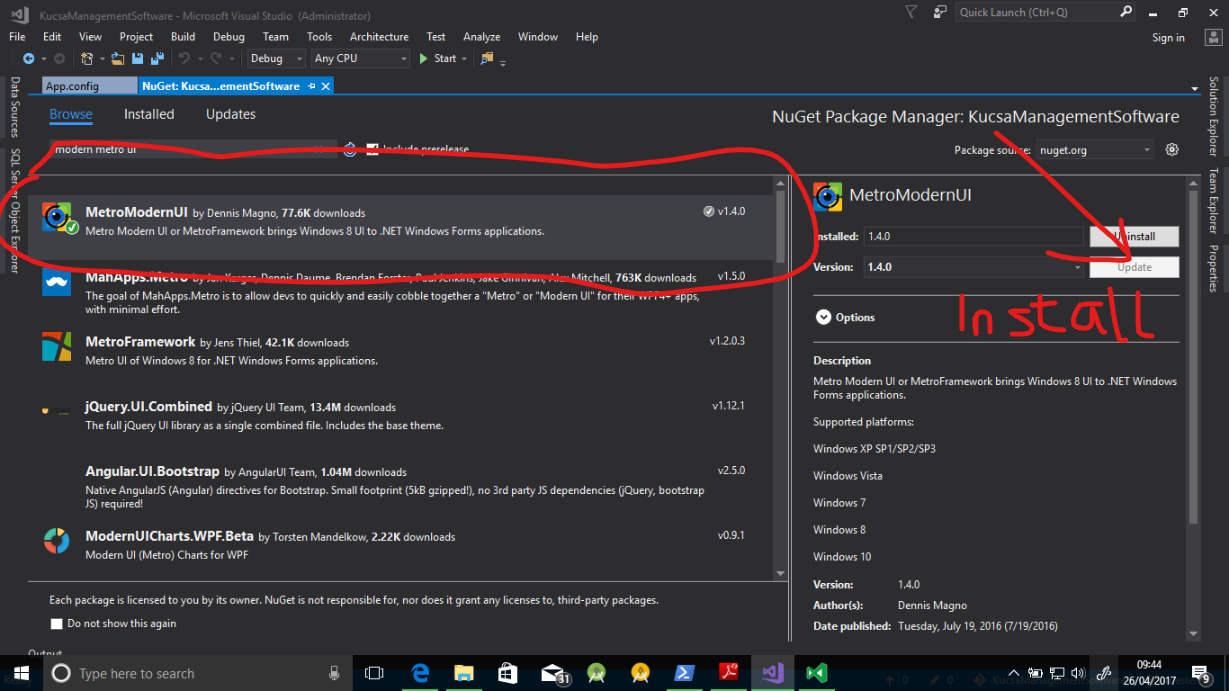 KucsaManagementSoftware - Microsoft Visual Studio (Administrator)
Quick Launch (Ctrl+Q)
File Edit View Project Build Debug Team Tools Architecture Test Analyze Window Help
Sign in
Debug Any CPU Start
App.config NuGet: Kucsa...ementSoftware
Data Sources
SQL Server Object Explorer
Browse Installed Updates
NuGet Package Manager: KucsaManagementSoftware
modern metro ui
Include prerelease
Package source: nuget.org
MetroModernUI by Dennis Magno, 77.6K downloads v1.4.0
Metro Modern UI or MetroFramework brings Windows 8 UI to .NET Windows Forms applications.
MahApps.Metro by Jan Karger, Dennis Daume, Brendan Forster, Paul Jenkins, Jake Ginnivan, Alex Mitchell, 763K downloads v1.5.0
The goal of MahApps.Metro is to allow devs to quickly and easily cobble together a "Metro" or "Modern UI" for their WPF4+ apps,
with minimal effort.
MetroFramework by Jens Thiel, 42.1K downloads v1.2.0.3
Metro UI of Windows 8 for .NET Windows Forms applications.
jQuery.UI.Combined by jQuery UI Team, 13.4M downloads v1.12.1
The full jQuery UI library as a single combined file. Includes the base theme.
Angular.UI.Bootstrap by AngularUI Team, 1.04M downloads v2.5.0
Native AngularJS (Angular) directives for Bootstrap. Small footprint (5kB gzipped!), no 3rd party JS dependencies (jQuery, bootstrap
JS) required!
ModernUICharts.WPF.Beta by Torsten Mandelkow, 2.22K downloads v0.9.1
Modern UI (Metro) Charts for WPF
Each package is licensed to you by its owner. NuGet is not responsible for, nor does it grant any licenses to, third-party packages.
Do not show this again
MetroModernUI
Installed: 1.4.0 Uninstall
Version: 1.4.0 Update
Install
Options
Description
Metro Modern UI or MetroFramework brings Windows 8 UI to .NET Windows
Forms applications.
Supported platforms:
Windows XP SP1/SP2/SP3
Windows Vista
Windows 7
Windows 8
Windows 10
Version: 1.4.0
Author(s): Dennis Magno
Date published: Tuesday, July 19, 2016 (7/19/2016)
Solution Explorer
Team Explorer
Properties
Output
Type here to search
31
09:44
26/04/2017
9